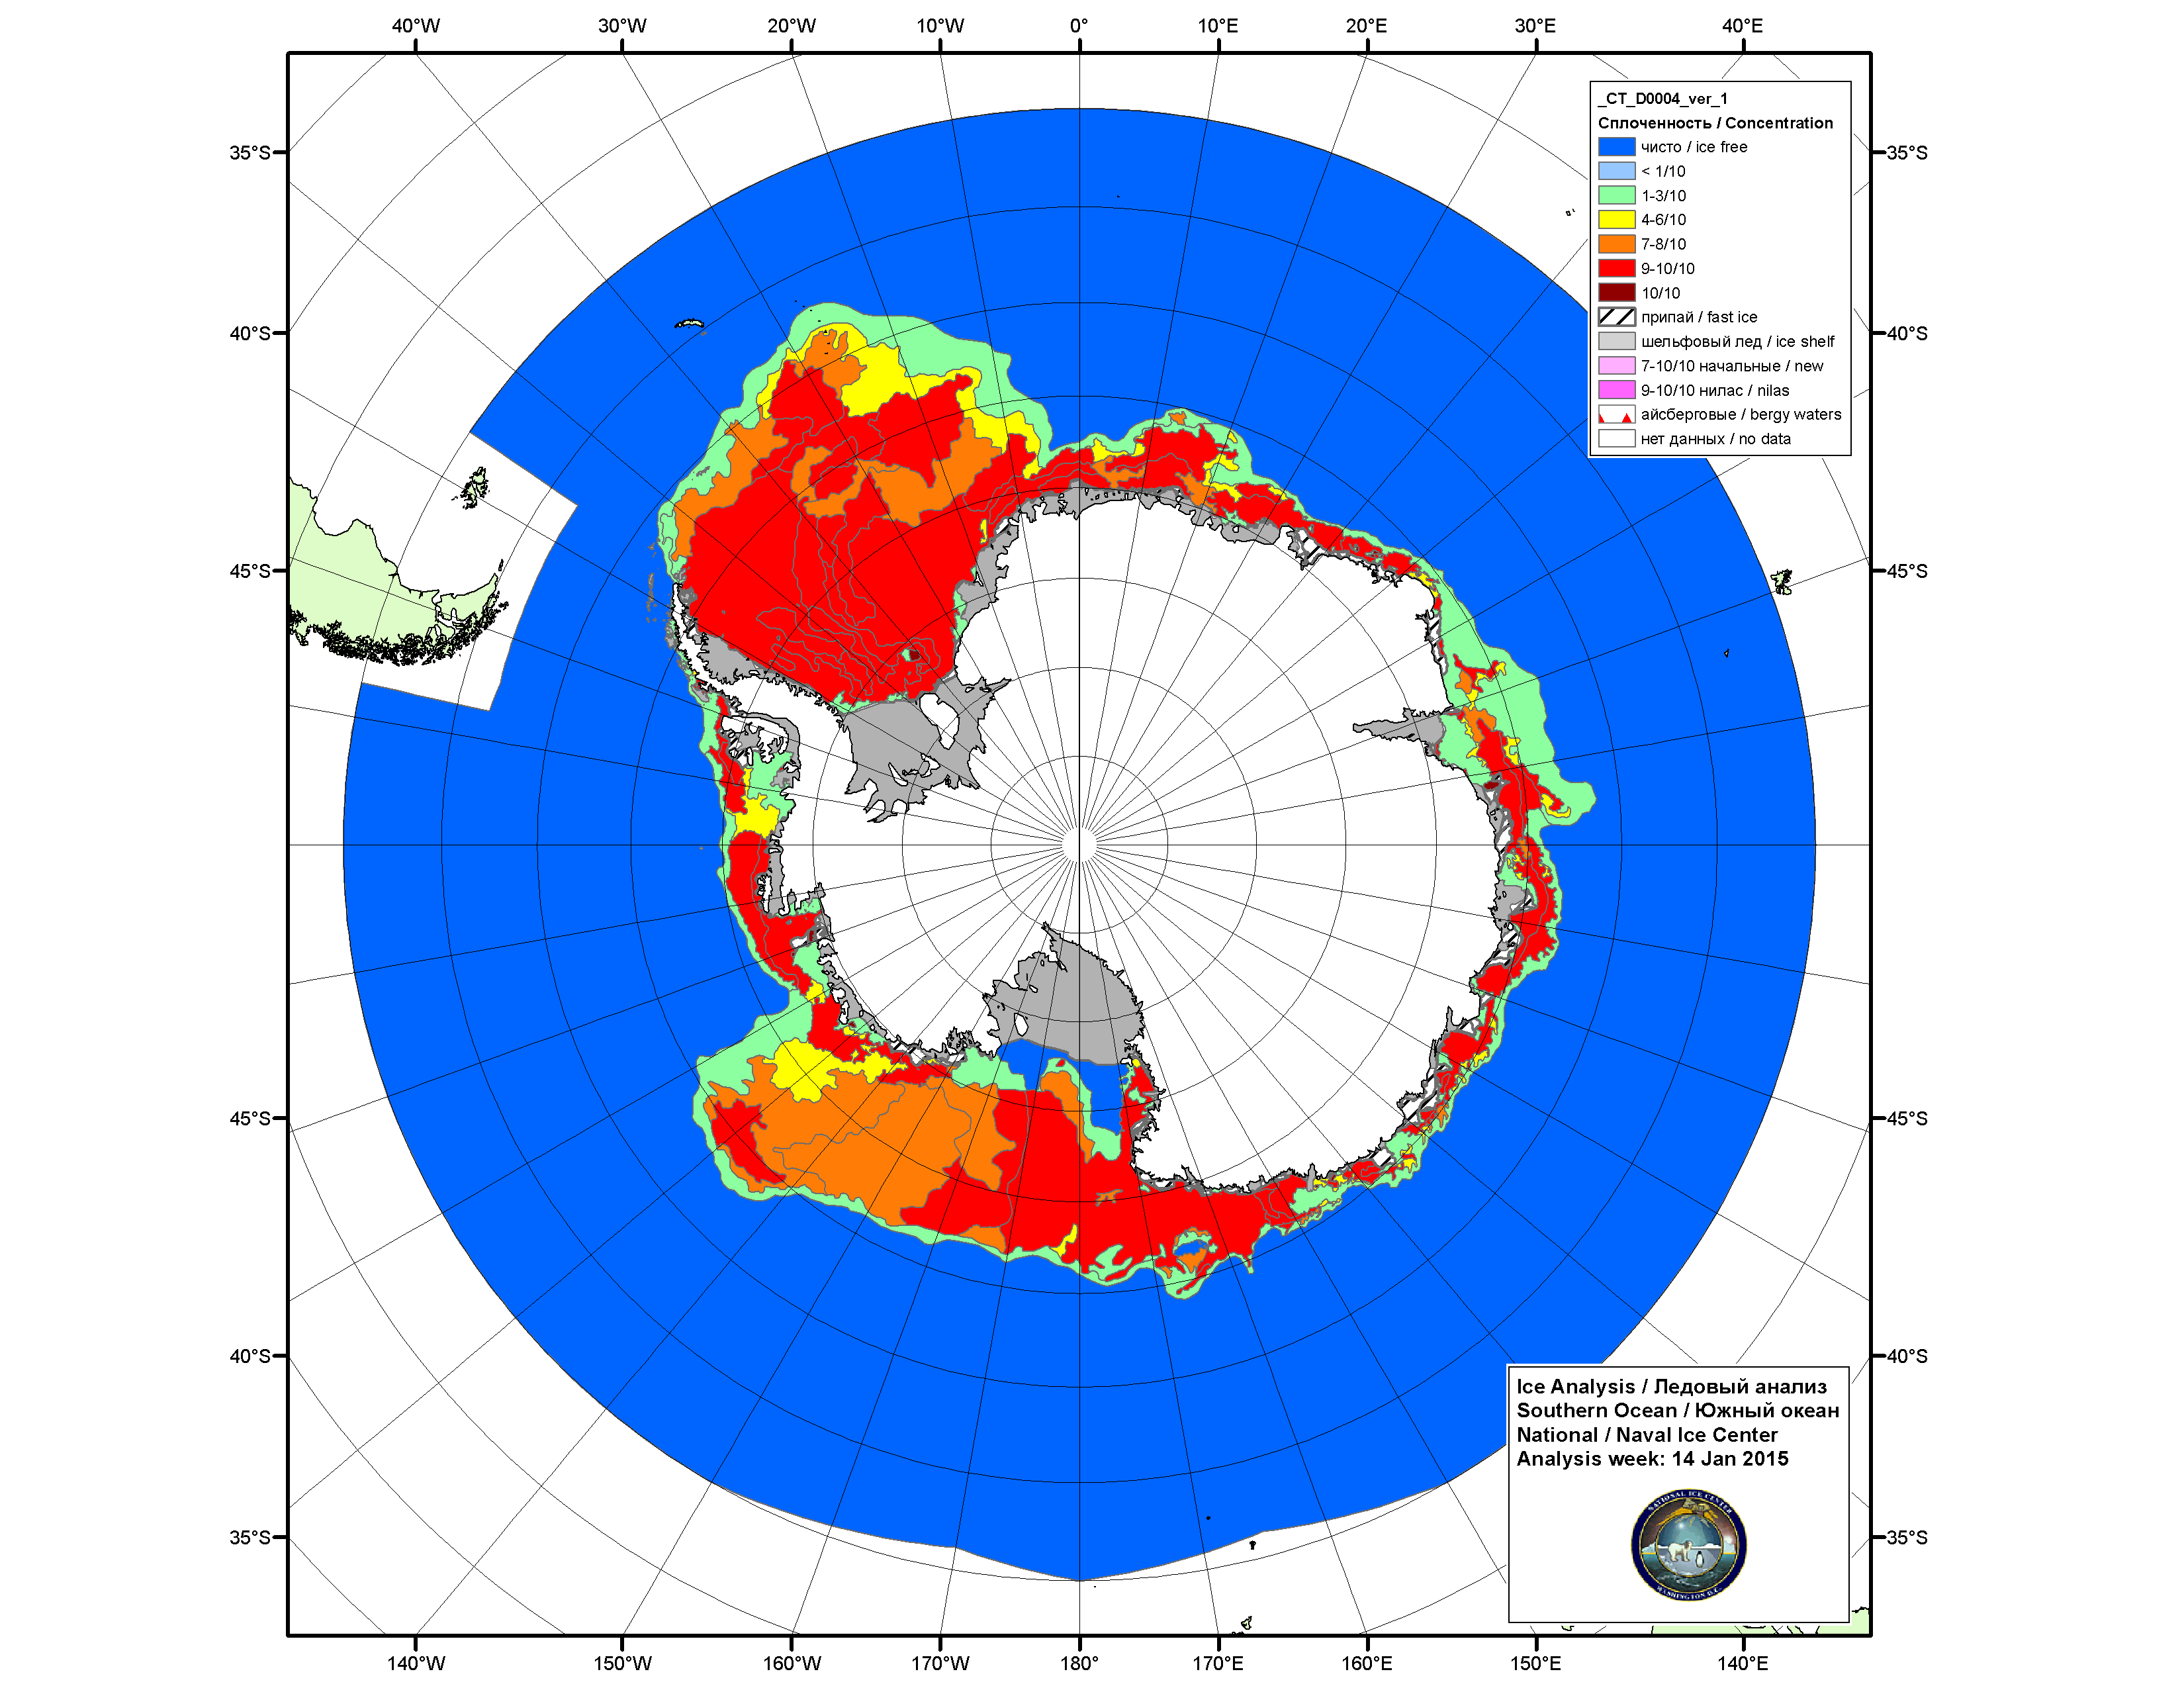 40°W 30°W 20°W 10°W 0° 10°E 20°E 30°E 40°E
35°S 35°S
40°S 40°S
45°S 45°S
45°S 45°S
40°S 40°S
35°S 35°S
140°W 150°W 160°W 170°W 180° 170°E 160°E 150°E 140°E
_CT_D0004_ver_1
Сплоченность / Concentration
чисто / ice free
< 1/10
1-3/10
4-6/10
7-8/10
9-10/10
10/10
припай / fast ice
шельфовый лед / ice shelf
7-10/10 начальные / new
9-10/10 нилас / nilas
айсберговые / bergy waters
нет данных / no data
Ice Analysis / Ледовый анализ
Southern Ocean / Южный океан
National / Naval Ice Center
Analysis week: 14 Jan 2015
NATIONAL ICE CENTER
WASHINGTON D.C.